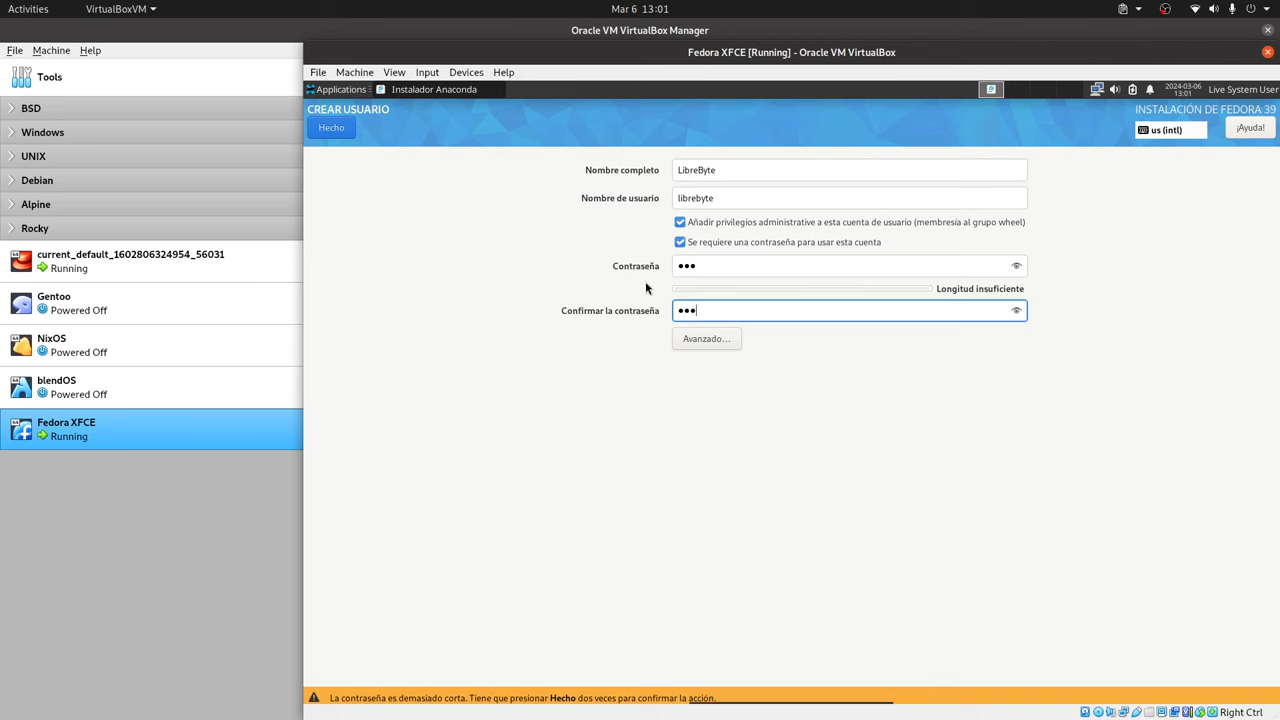 Activities
VirtualBoxVM
Mar 6 13:01
Oracle VM VirtualBox Manager
File Machine Help
Tools
BSD
Windows
UNIX
Debian
Alpine
Rocky
current_default_1602806324954_56031
Running
Gentoo
Powered Off
NixOS
Powered Off
blendOS
Powered Off
Fedora XFCE
Running
Fedora XFCE [Running] - Oracle VM VirtualBox
File Machine View Input Devices Help
Applications
Instalador Anaconda
2024-03-06
13:01
Live System User
CREAR USUARIO
INSTALACIÓN DE FEDORA 39
Hecho
us (intl)
¡Ayuda!
Nombre completo
LibreByte
Nombre de usuario
librebyte
Añadir privilegios administrative a esta cuenta de usuario (membresía al grupo wheel)
Se requiere una contraseña para usar esta cuenta
Contraseña
●●●
Longitud insuficiente
Confirmar la contraseña
●●●
Avanzado...
La contraseña es demasiado corta. Tiene que presionar Hecho dos veces para confirmar la acción.
Right Ctrl